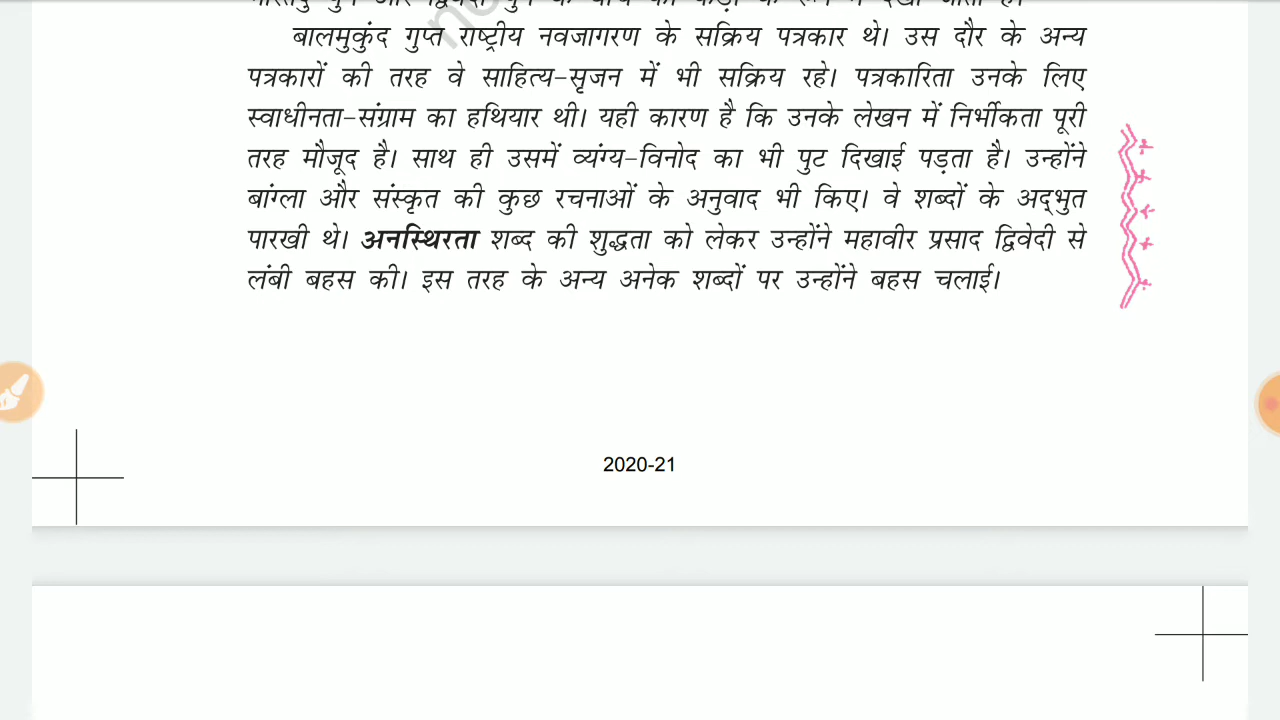 बालमुकुंद गुप्त राष्ट्रीय नवजागरण के सक्रिय पत्रकार थे। उस दौर के अन्य
पत्रकारों की तरह वे साहित्य-सृजन में भी सक्रिय रहे। पत्रकारिता उनके लिए
स्वाधीनता-संग्राम का हथियार थी। यही कारण है कि उनके लेखन में निर्भीकता पूरी
तरह मौजूद है। साथ ही उसमें व्यंग्य-विनोद का भी पुट दिखाई पड़ता है। उन्होंने
बांग्ला और संस्कृत की कुछ रचनाओं के अनुवाद भी किए। वे शब्दों के अद्भुत
पारखी थे। अनस्थिरता शब्द की शुद्धता को लेकर उन्होंने महावीर प्रसाद द्विवेदी से
लंबी बहस की। इस तरह के अन्य अनेक शब्दों पर उन्होंने बहस चलाई।
2020-21